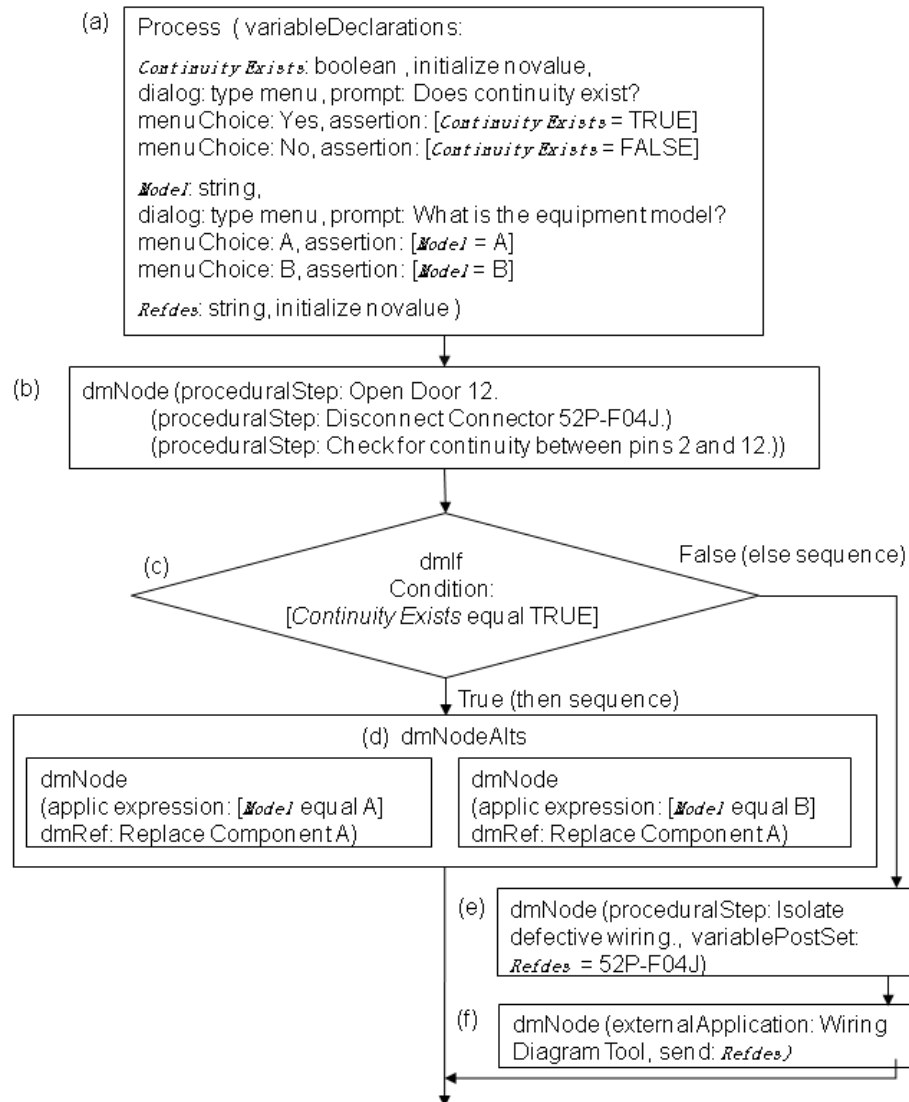 (a)
Process ( variableDeclarations:
Continuity Exists: boolean , initialize novalue,
dialog: type menu, prompt: Does continuity exist?
menuChoice: Yes, assertion: [Continuity Exists = TRUE]
menuChoice: No, assertion: [Continuity Exists = FALSE]
Model: string,
dialog: type menu, prompt: What is the equipment model?
menuChoice: A, assertion: [Model = A]
menuChoice: B, assertion: [Model = B]
Refdes: string, initialize novalue )
(b)
dmNode (proceduralStep: Open Door 12.
(proceduralStep: Disconnect Connector 52P-F04J.)
(proceduralStep: Check for continuity between pins 2 and 12.))
(c)
dmIf
Condition:
[Continuity Exists equal TRUE]
False (else sequence)
True (then sequence)
(d) dmNodeAlts
dmNode
(applic expression: [Model equal A]
dmRef: Replace Component A)
dmNode
(applic expression: [Model equal B]
dmRef: Replace Component A)
(e)
dmNode (proceduralStep: Isolate
defective wiring., variablePostSet:
Refdes = 52P-F04J)
(f)
dmNode (externalApplication: Wiring
Diagram Tool, send: Refdes)